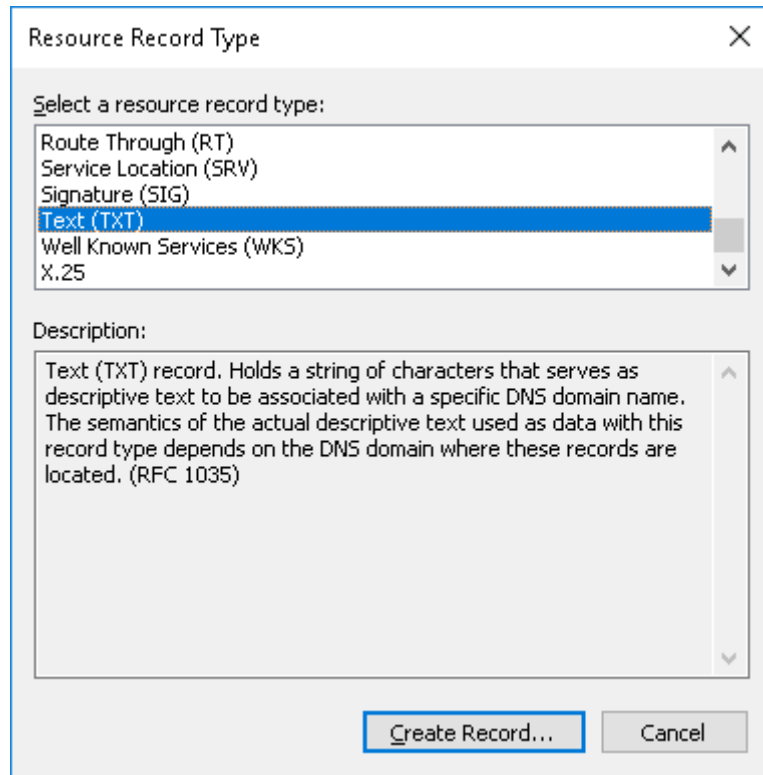 Resource Record Type
Select a resource record type:
Route Through (RT)
Service Location (SRV)
Signature (SIG)
Text (TXT)
Well Known Services (WKS)
X.25
Description:
Text (TXT) record. Holds a string of characters that serves as
descriptive text to be associated with a specific DNS domain name.
The semantics of the actual descriptive text used as data with this
record type depends on the DNS domain where these records are
located. (RFC 1035)
Create Record...
Cancel